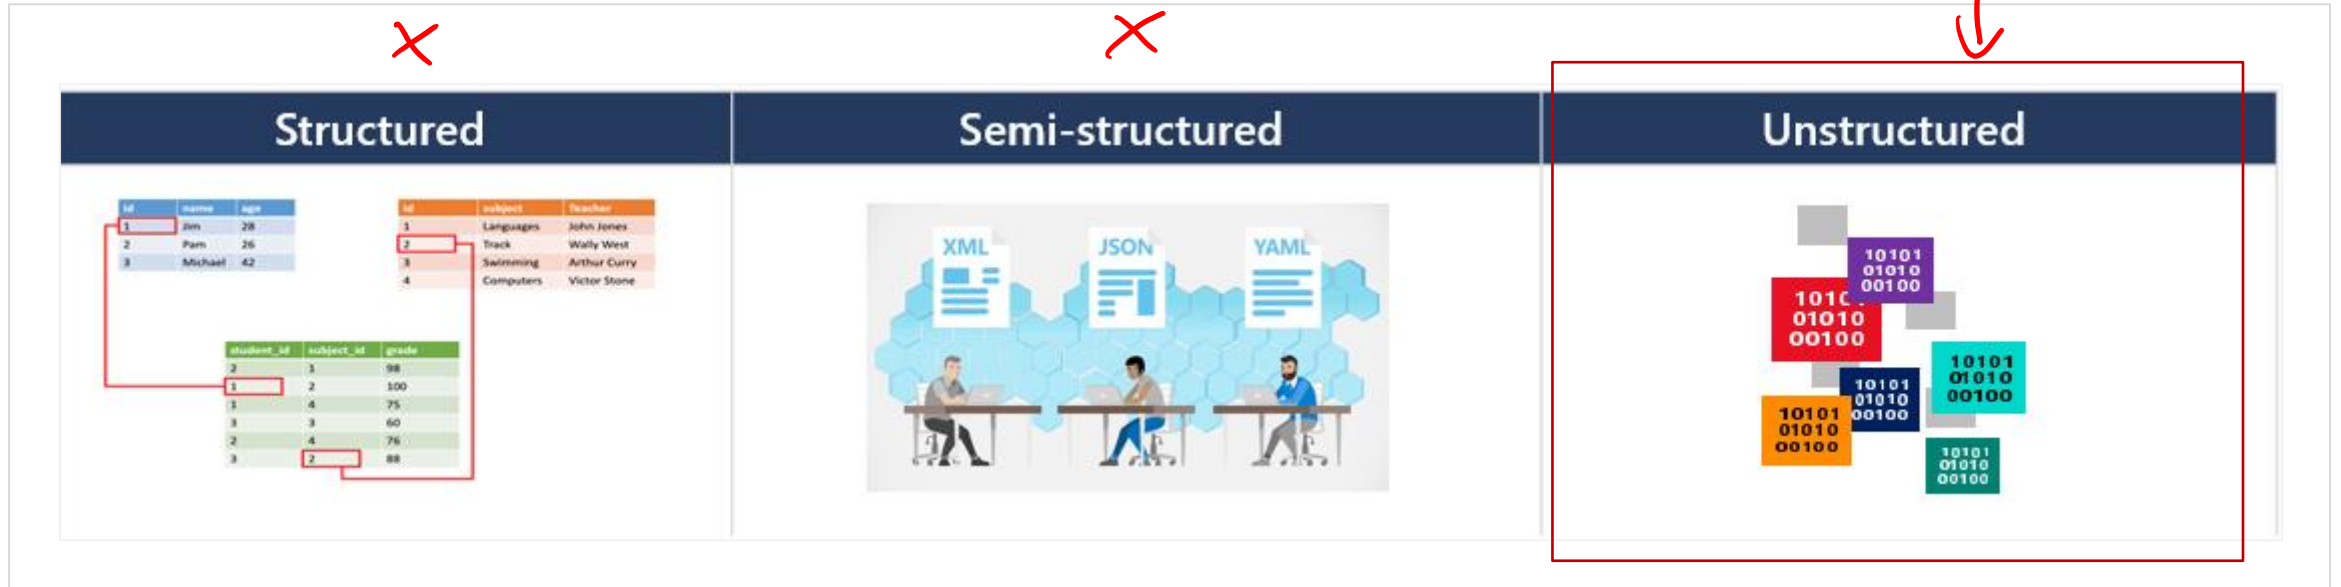 Structured
Semi-structured
Unstructured
id name age
1 Jim 28
2 Pam 26
3 Michael 42
id subject Teacher
1 Languages John Jones
2 Track Wally West
3 Swimming Arthur Curry
4 Computers Victor Stone
student_id subject_id grade
2 1 98
1 2 100
1 4 75
3 3 60
2 4 76
3 2 88
XML
JSON
YAML
10101
01010
00100
10101
01010
00100
10101
01010
00100
10101
01010
00100
10101
01010
00100
10101
01010
00100